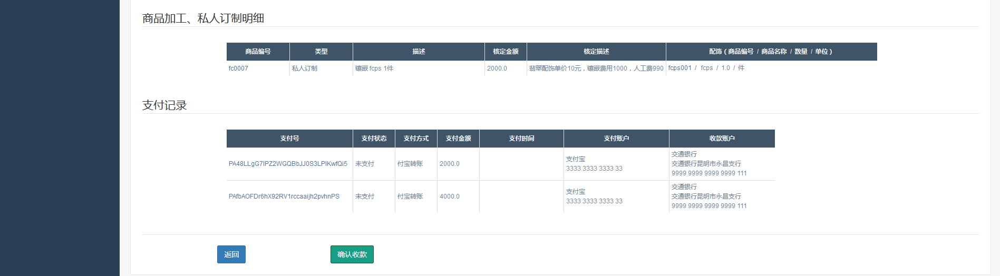 商品加工、私人订制明细
商品编号 类型 描述 核定金额 核定描述 配饰 ( 商品编号 / 商品名称 / 数量 / 单位 )
fc0007 私人订制 镶嵌 fcps 1件 2000.0 翡翠配饰单价10元，镶嵌费用1000，人工费990 fcps001 / fcps / 1.0 / 件
支付记录
支付号 支付状态 支付方式 支付金额 支付时间 支付账户 收款账户
PA48LLgG7IPZ2WGQBbJJ0S3LPIKwfQi5 未支付 付宝转账 2000.0 支付宝
3333 3333 3333 33 交通银行
交通银行昆明市永昌支行
9999 9999 9999 9999 111
PAfbAOFDr6hX92RV1rccaaijh2pvhnPS 未支付 付宝转账 4000.0 支付宝
3333 3333 3333 33 交通银行
交通银行昆明市永昌支行
9999 9999 9999 9999 111
返回 确认收款